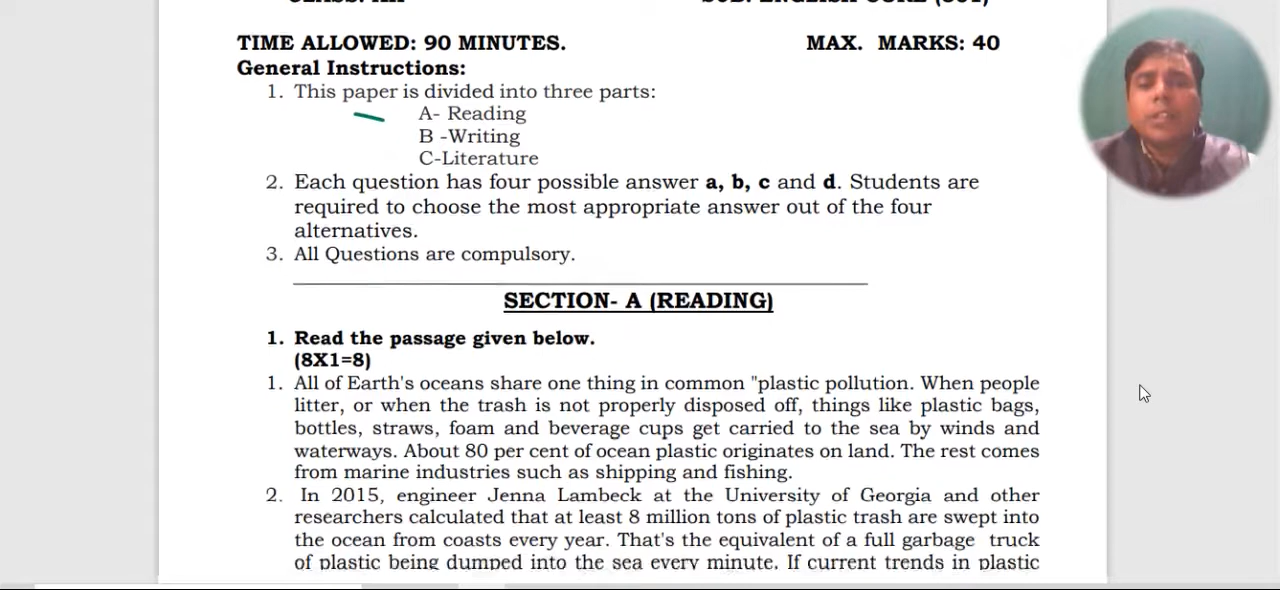 TIME ALLOWED: 90 MINUTES. MAX. MARKS: 40
General Instructions:
1. This paper is divided into three parts:
A- Reading
B -Writing
C-Literature
2. Each question has four possible answer a, b, c and d. Students are
required to choose the most appropriate answer out of the four
alternatives.
3. All Questions are compulsory.
SECTION- A (READING)
1. Read the passage given below.
(8X1=8)
1. All of Earth's oceans share one thing in common "plastic pollution. When people
litter, or when the trash is not properly disposed off, things like plastic bags,
bottles, straws, foam and beverage cups get carried to the sea by winds and
waterways. About 80 per cent of ocean plastic originates on land. The rest comes
from marine industries such as shipping and fishing.
2. In 2015, engineer Jenna Lambeck at the University of Georgia and other
researchers calculated that at least 8 million tons of plastic trash are swept into
the ocean from coasts every year. That's the equivalent of a full garbage truck
of plastic being dumped into the sea every minute. If current trends in plastic